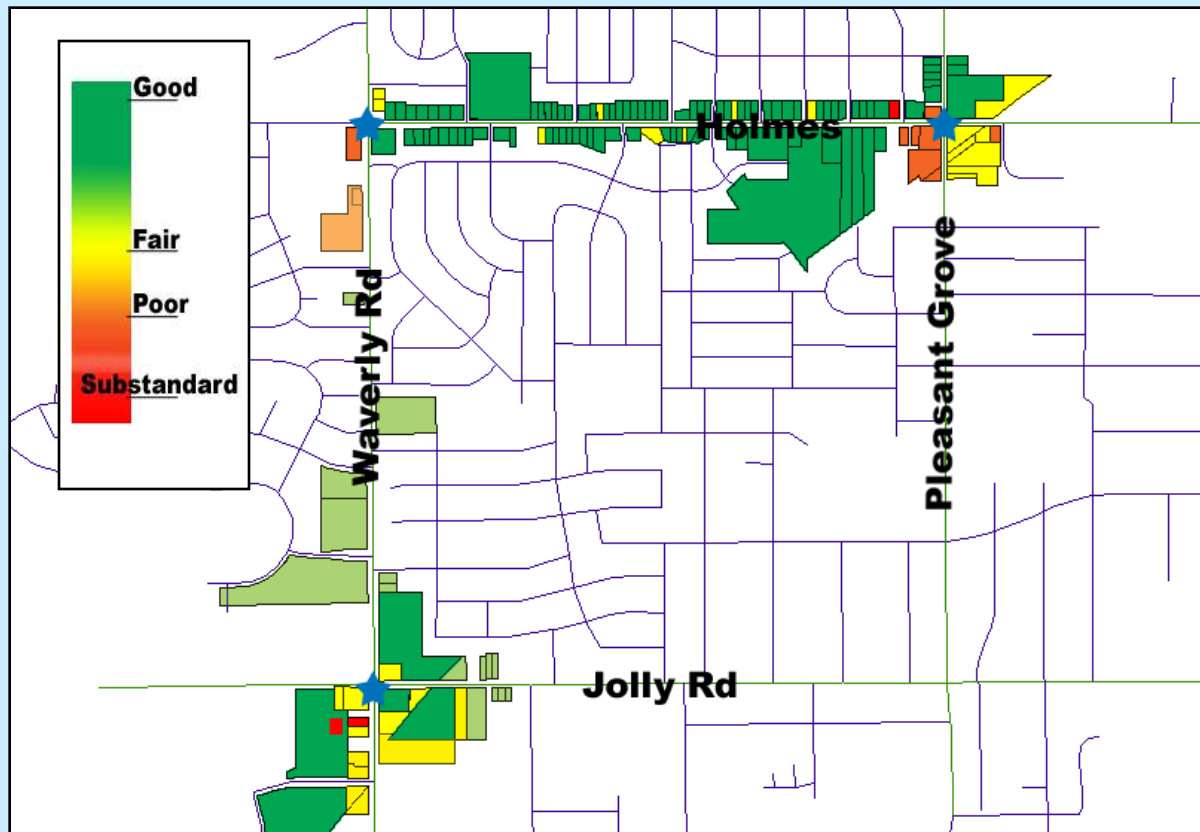 Good
Fair
Poor
Substandard
Holmes
Waverly Rd
Pleasant Grove
Jolly Rd